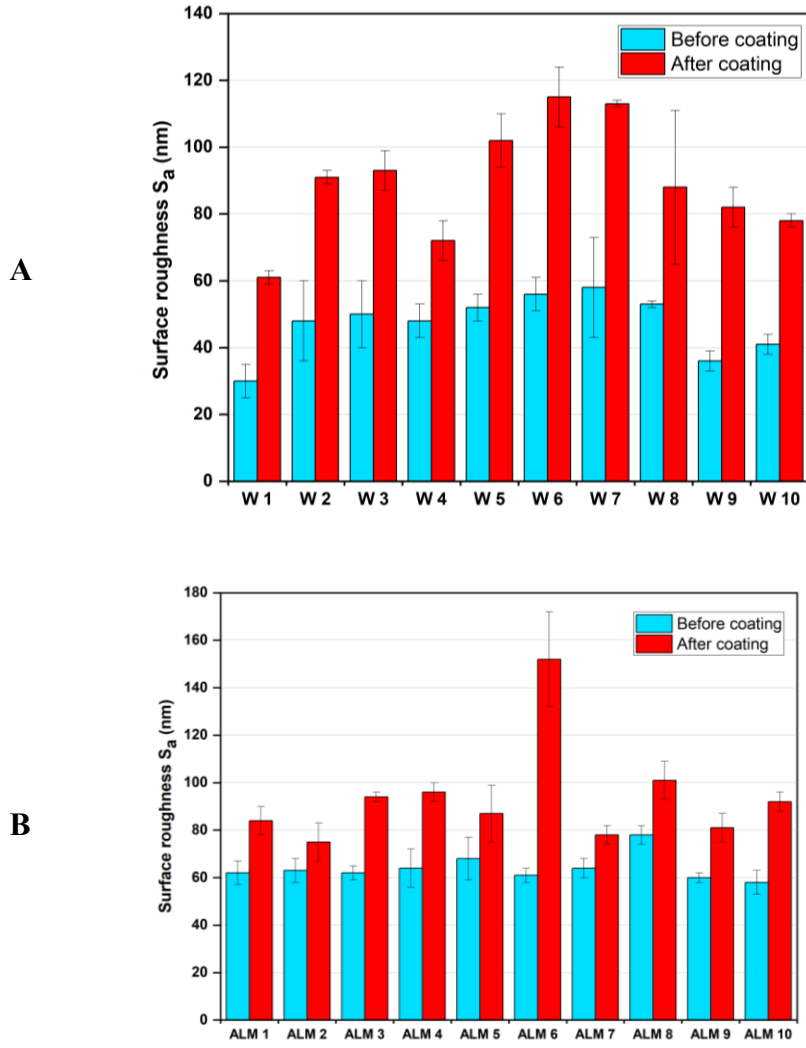 A
Surface roughness Sₐ (nm)
140
120
100
80
60
40
20
0
Before coating
After coating
W 1 W 2 W 3 W 4 W 5 W 6 W 7 W 8 W 9 W 10
B
Surface roughness Sₐ (nm)
180
160
140
120
100
80
60
40
20
0
Before coating
After coating
ALM 1 ALM 2 ALM 3 ALM 4 ALM 5 ALM 6 ALM 7 ALM 8 ALM 9 ALM 10